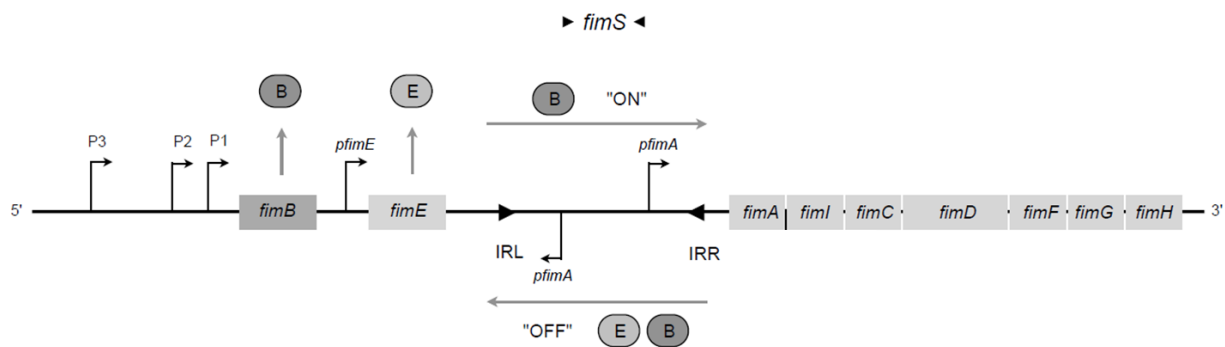 ► fimS ◄
B
E
B "ON"
P3
P2
P1
pfimE
pfimA
5'
fimB
fimE
fimA
fimI
fimC
fimD
fimF
fimG
fimH
3'
IRL
pfimA
IRR
"OFF" E B